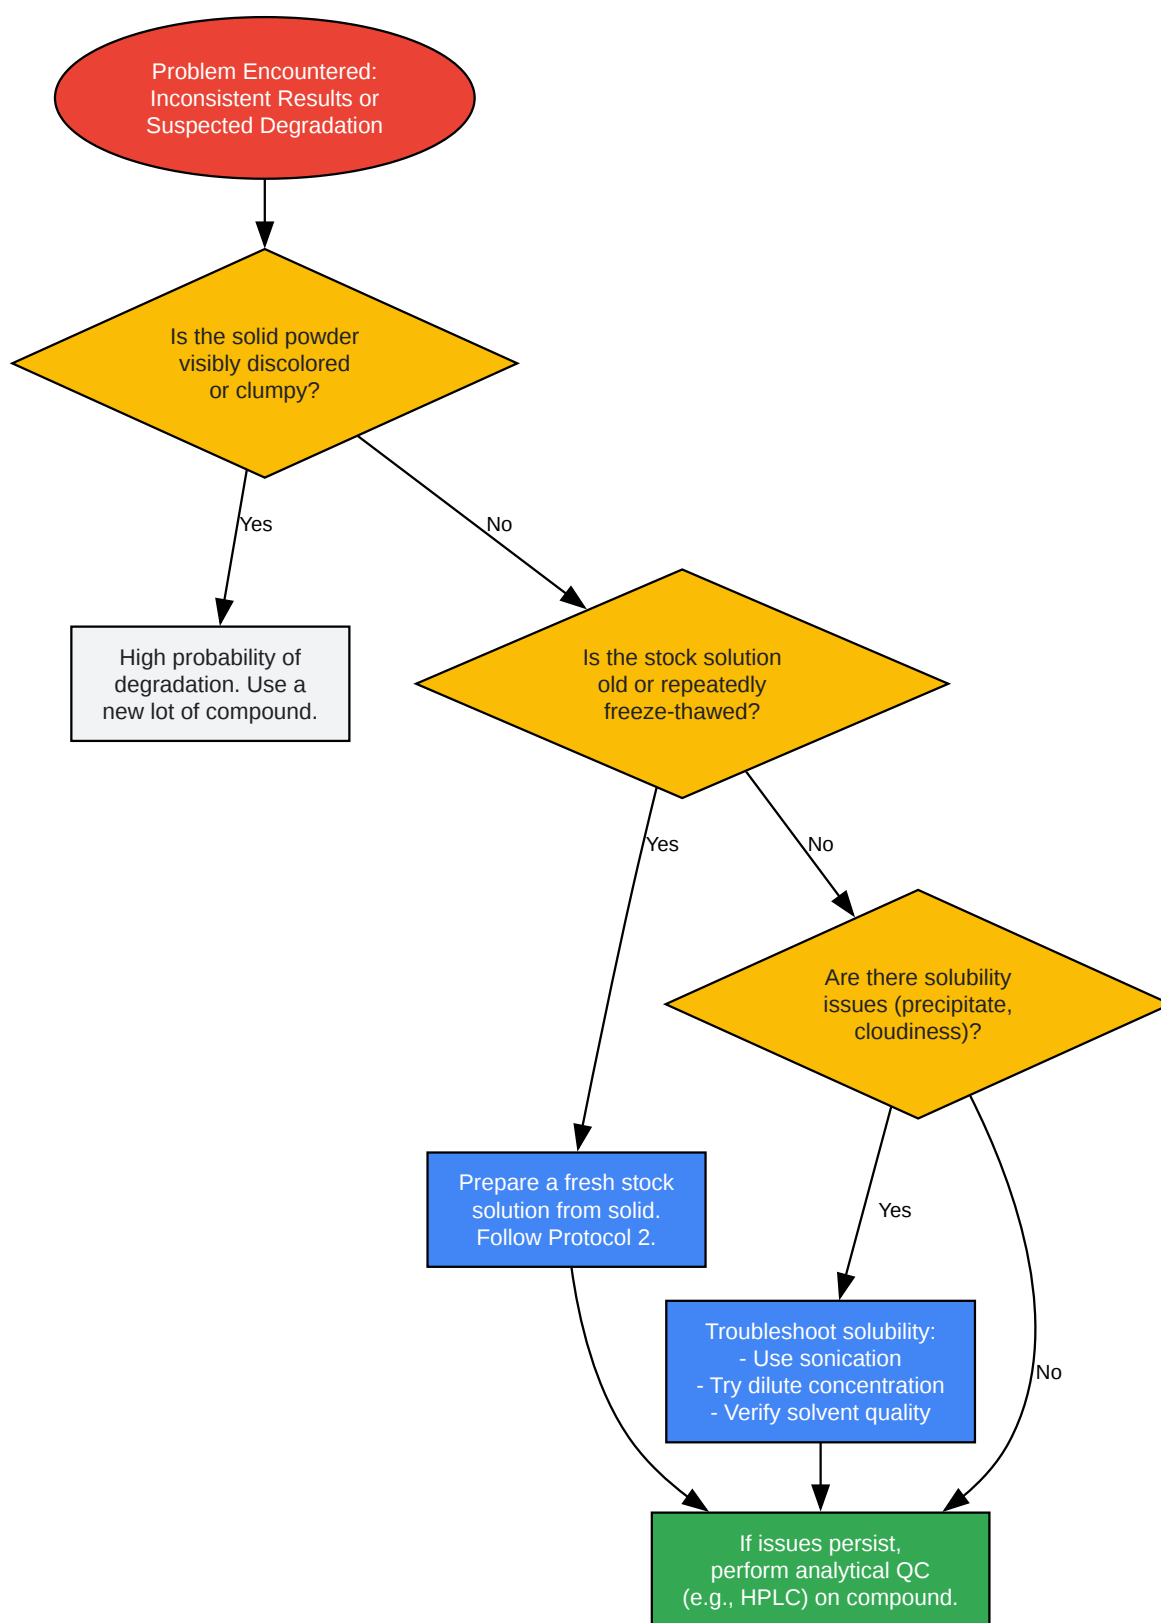 Problem Encountered:
Inconsistent Results or
Suspected Degradation
Is the solid powder
visibly discolored
or clumpy?
Yes
No
High probability of
degradation. Use a
new lot of compound.
Is the stock solution
old or repeatedly
freeze-thawed?
Yes
No
Are there solubility
issues (precipitate,
cloudiness)?
Prepare a fresh stock
solution from solid.
Follow Protocol 2.
Yes
Troubleshoot solubility:
- Use sonication
- Try dilute concentration
- Verify solvent quality
No
If issues persist,
perform analytical QC
(e.g., HPLC) on compound.